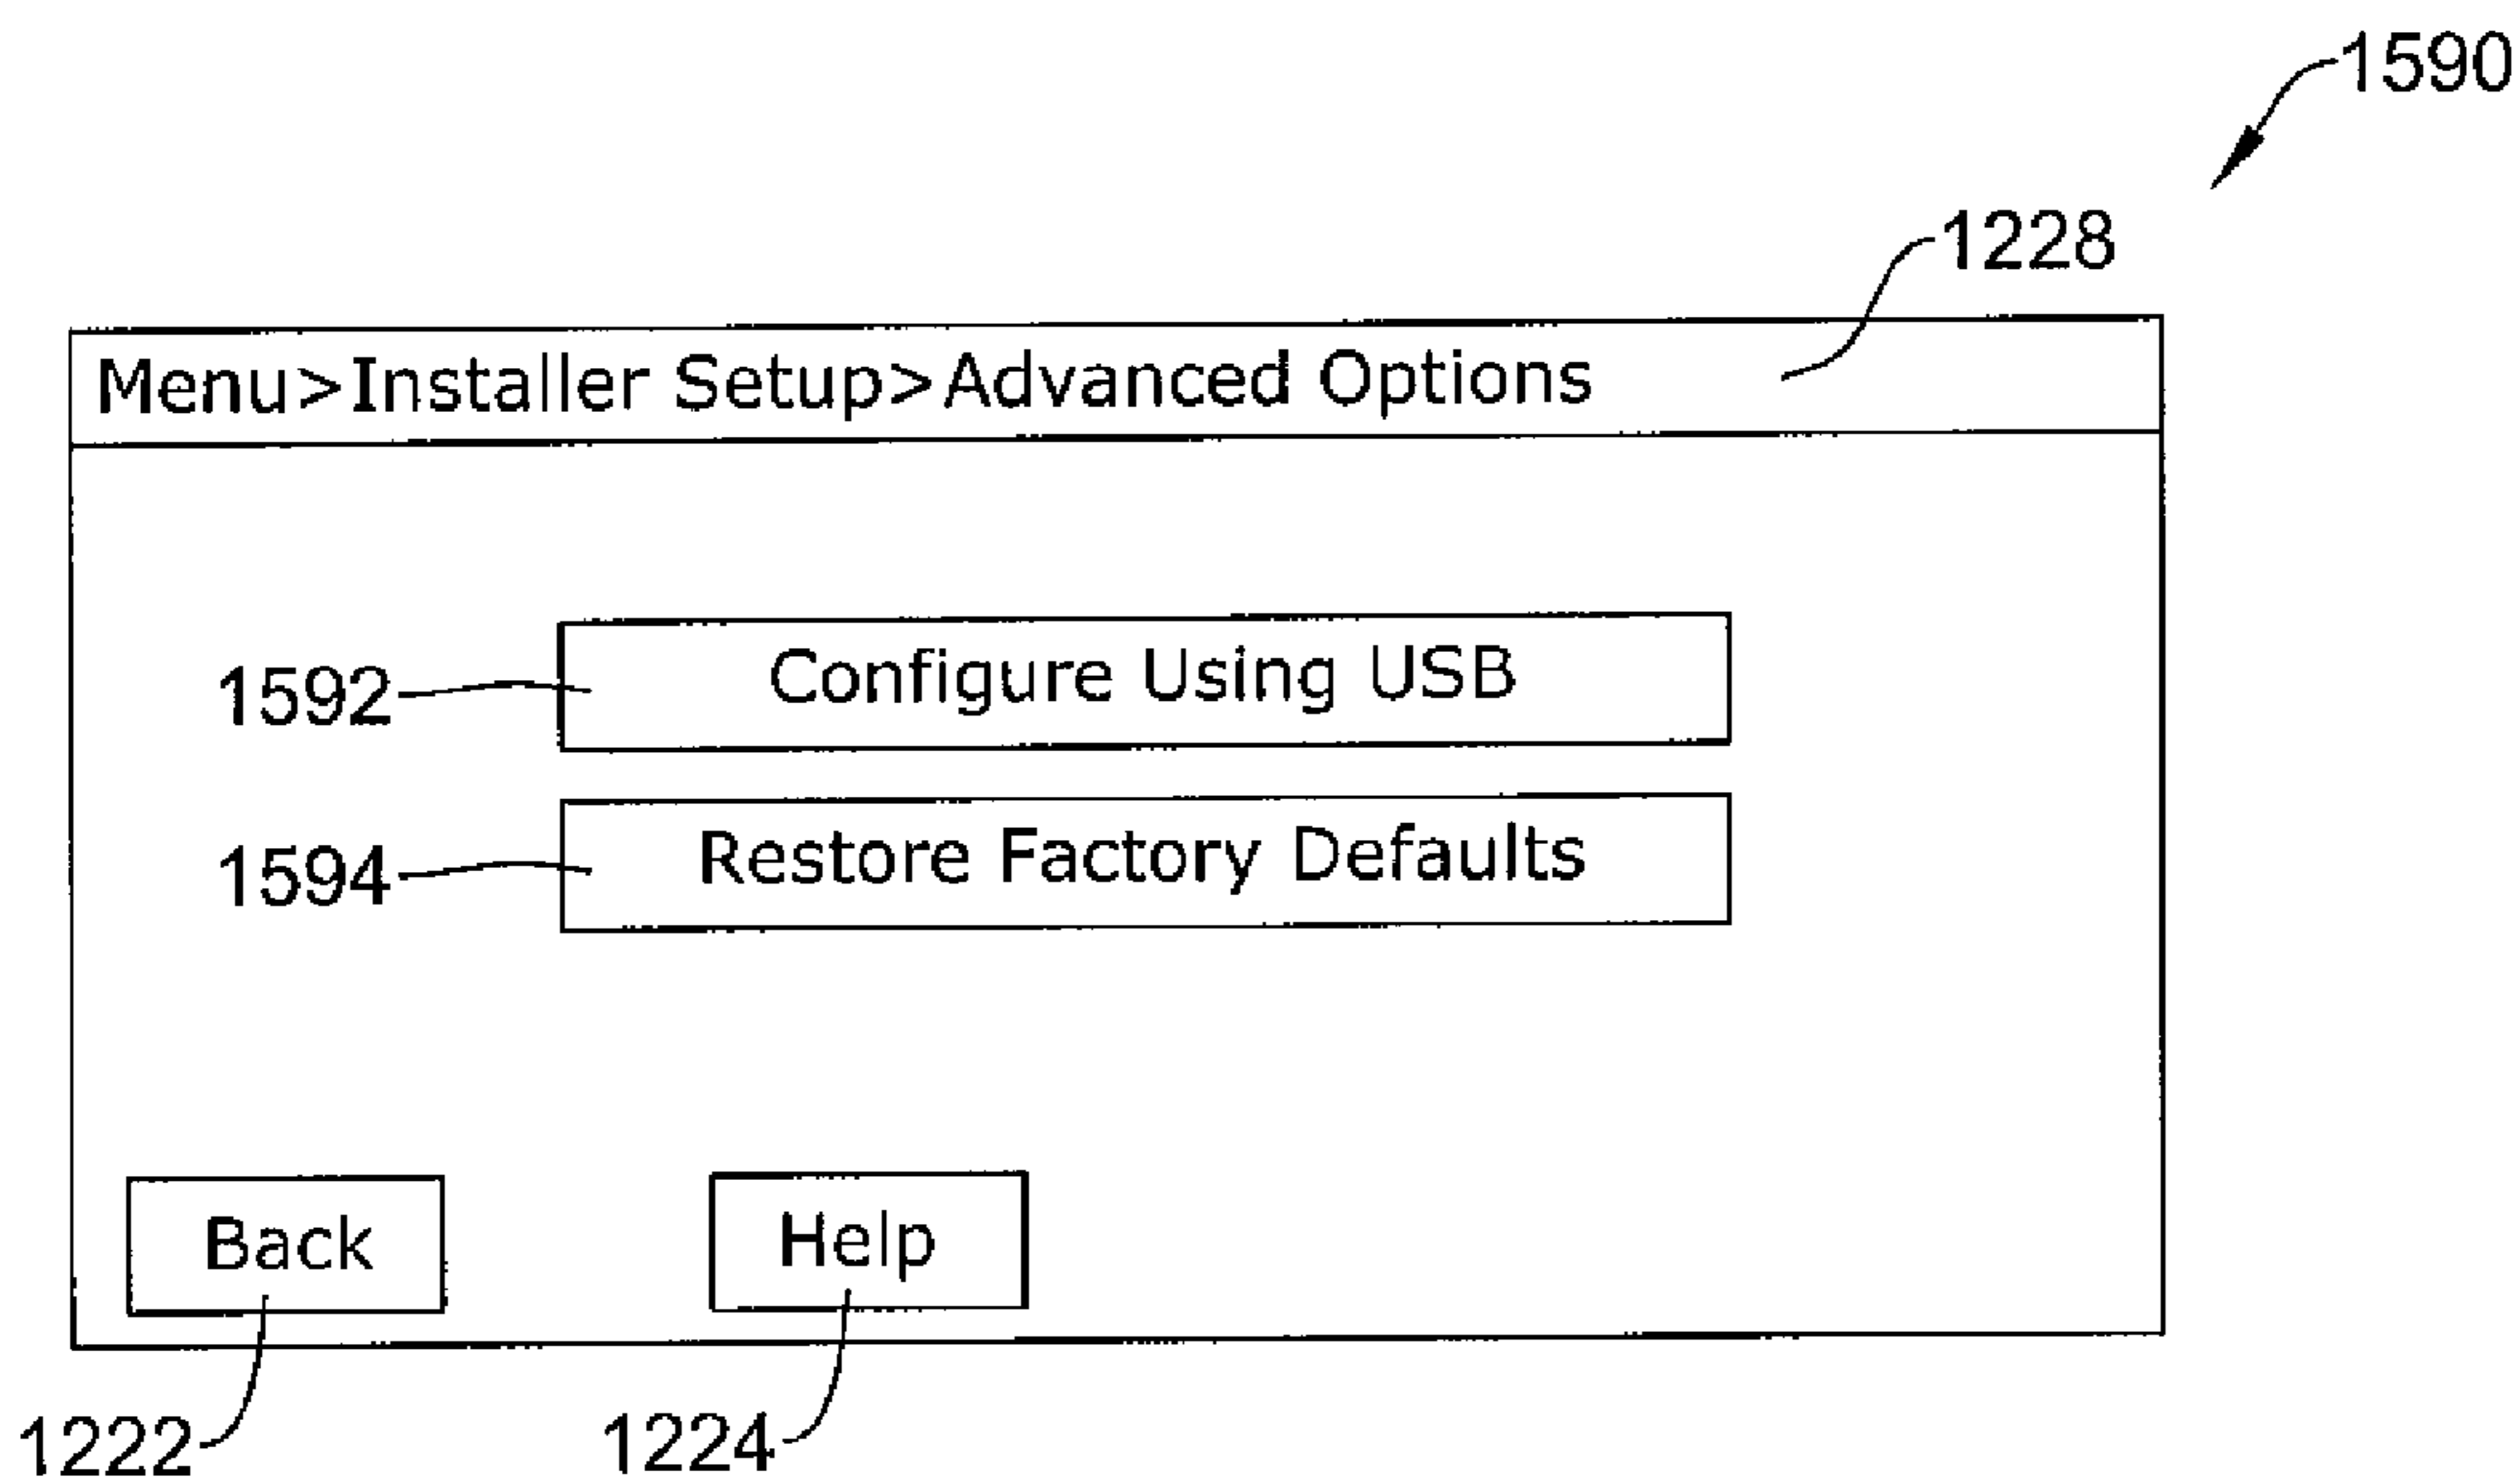 1590
1228
Menu>Installer Setup>Advanced Options
1592
Configure Using USB
1594
Restore Factory Defaults
Back
Help
1222
1224